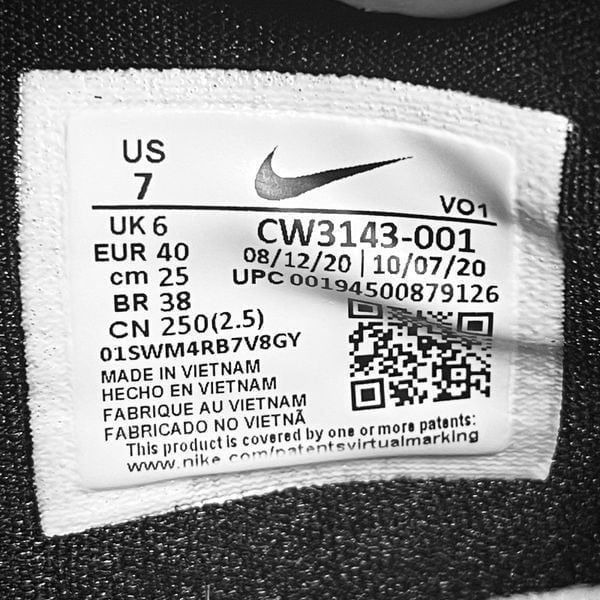 US
7
VO1
UK 6
EUR 40
cm 25
BR 38
CN 250(2.5)
CW3143-001
08/12/20 | 10/07/20
UPC 00194500879126
01SWM4RB7V8GY
MADE IN VIETNAM
HECHO EN VIETNAM
FABRIQUE AU VIETNAM
FABRICADO NO VIETNÃ
This product is covered by one or more patents:
www.nike.com/patentsvirtualmarking